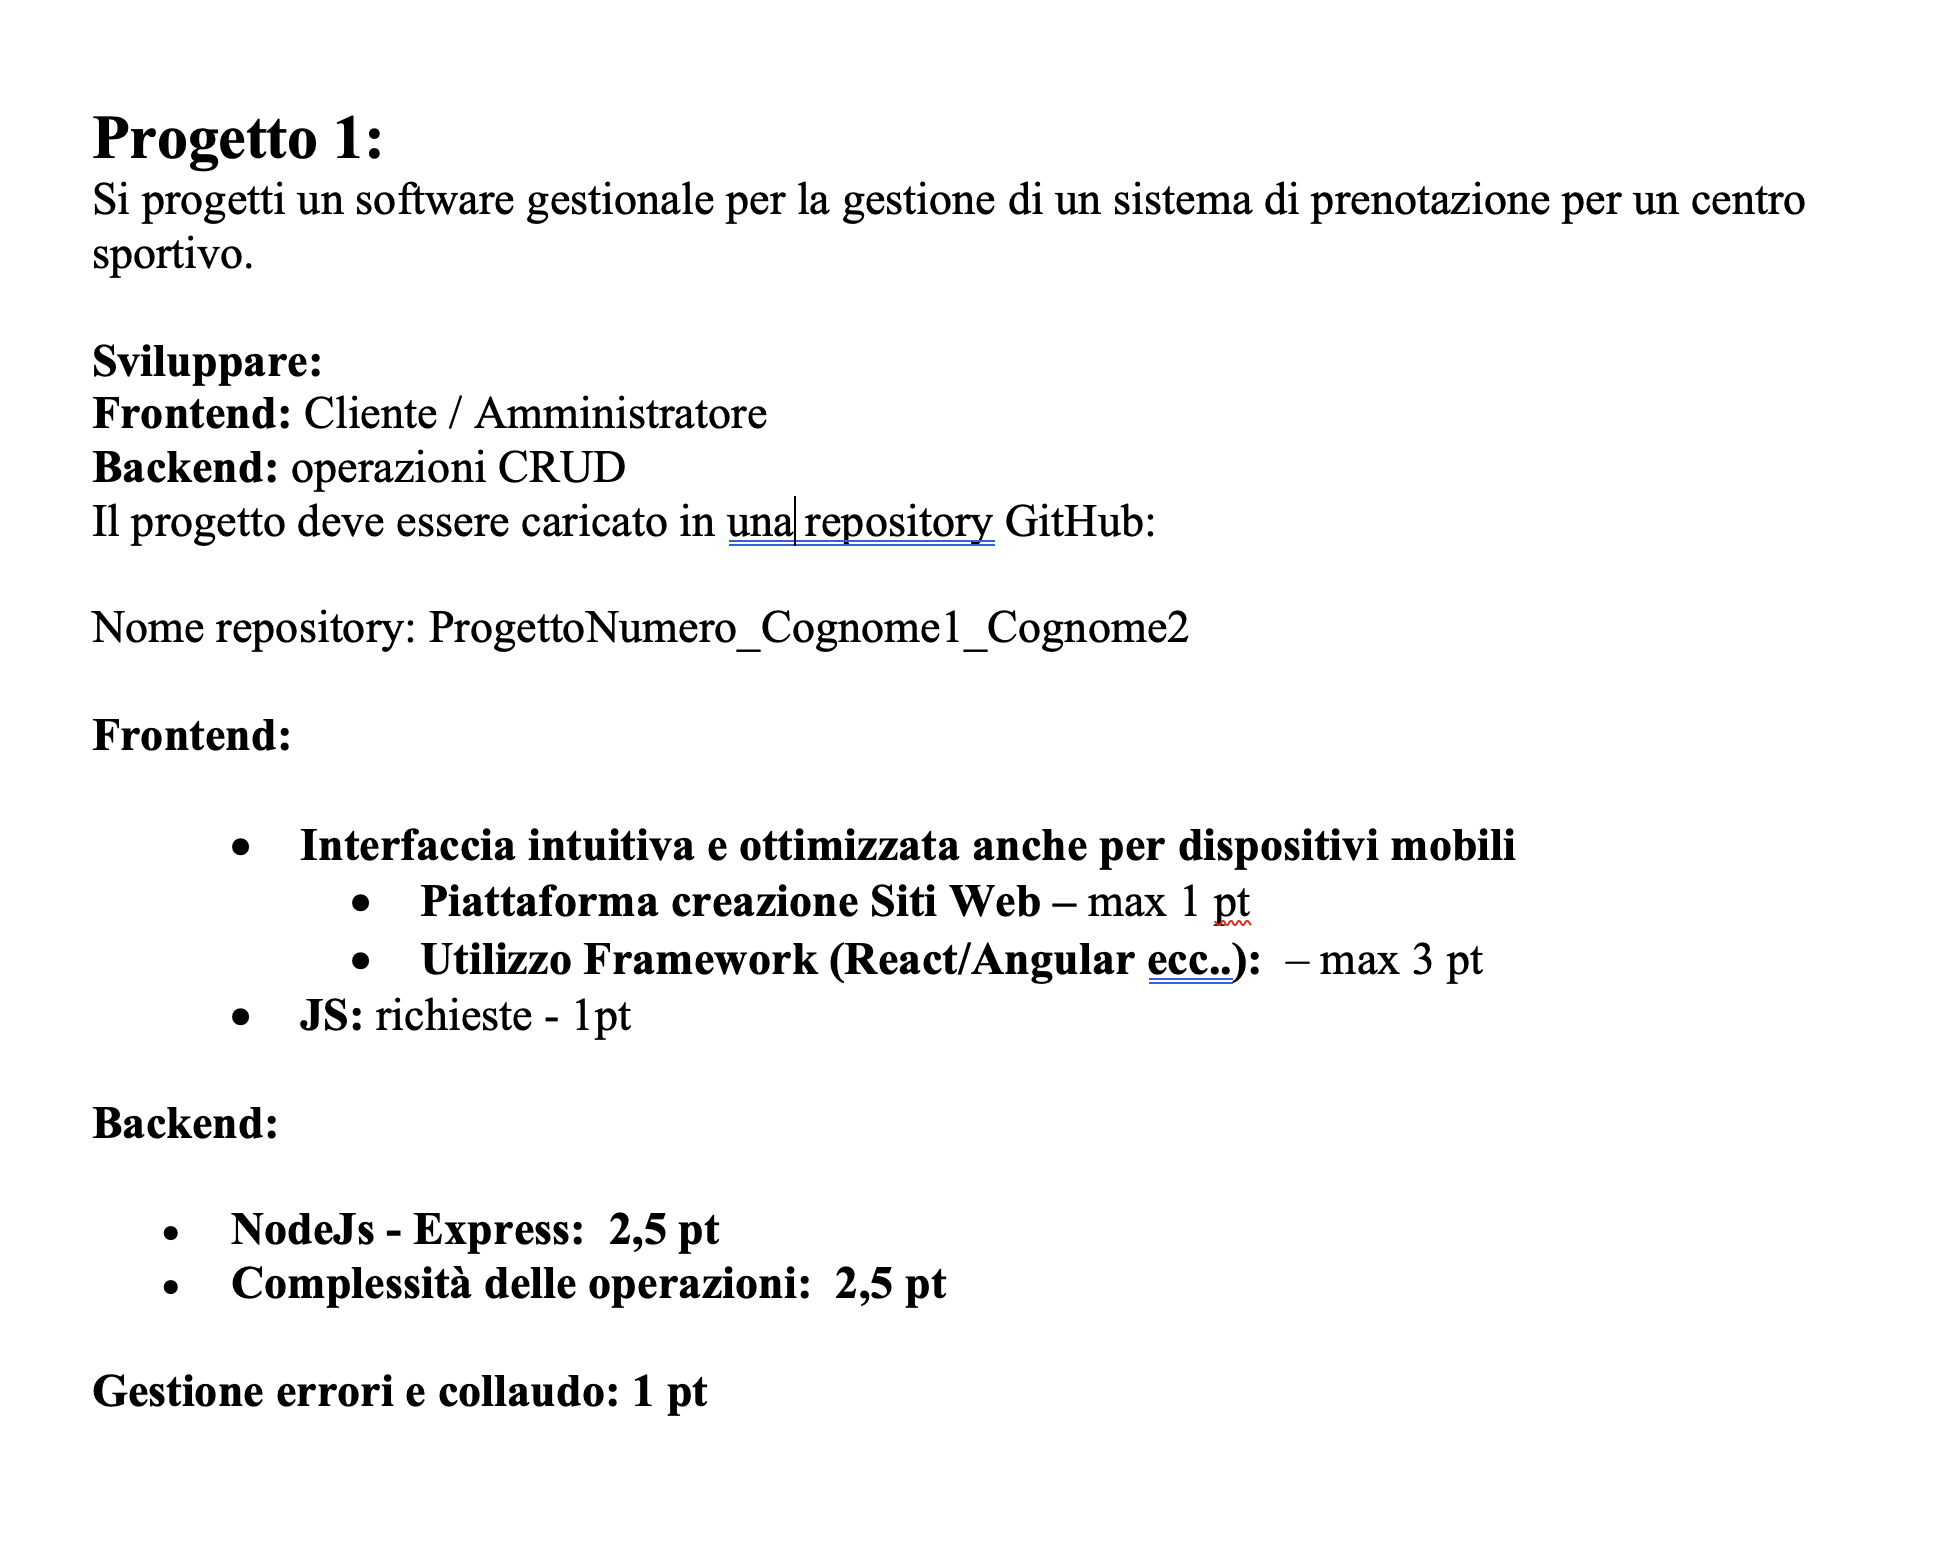 Progetto 1:
Si progetti un software gestionale per la gestione di un sistema di prenotazione per un centro
sportivo.
Sviluppare:
Frontend: Cliente / Amministratore
Backend: operazioni CRUD
Il progetto deve essere caricato in una repository GitHub:
Nome repository: ProgettoNumero_Cognome1_Cognome2
Frontend:
• Interfaccia intuitiva e ottimizzata anche per dispositivi mobili
• Piattaforma creazione Siti Web – max 1 pt
• Utilizzo Framework (React/Angular ecc..):  – max 3 pt
• JS: richieste - 1pt
Backend:
• NodeJs - Express:  2,5 pt
• Complessità delle operazioni:  2,5 pt
Gestione errori e collaudo: 1 pt